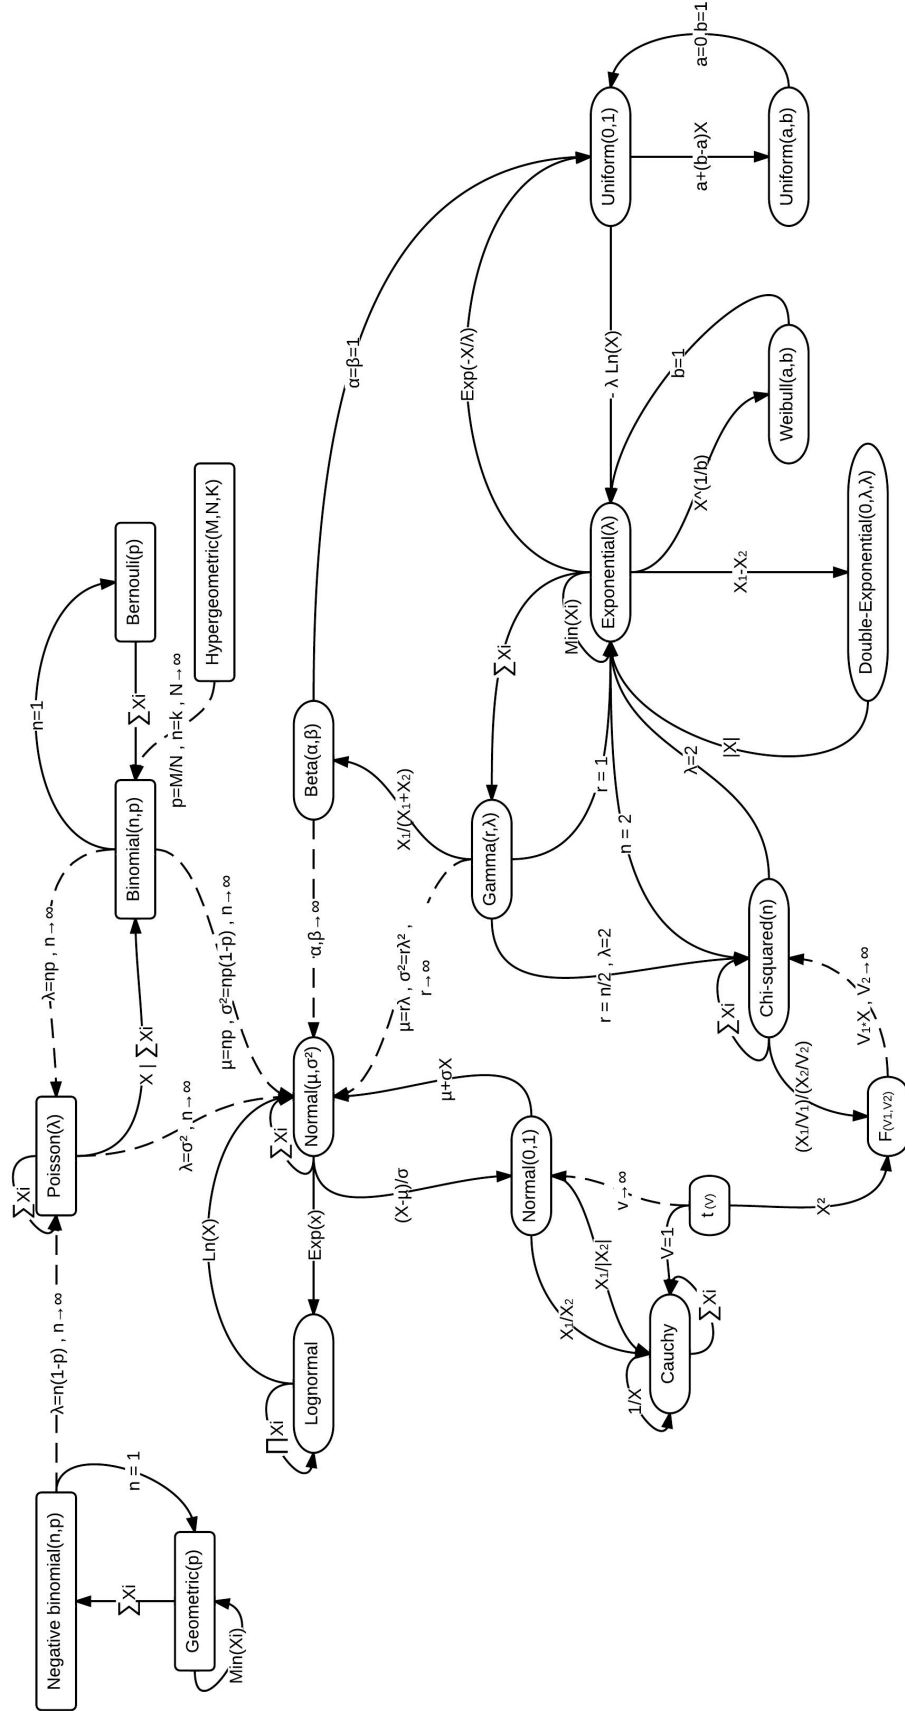 ∑Xi
n=1
Negative binomial(n,p)
λ=n(1-p) , n→∞
Poisson(λ)
λ=np , n→∞
∑Xi
n = 1
X | ∑Xi
Binomial(n,p)
∑Xi
Bernouli(p)
Geometric(p)
λ=σ² , n→∞
p=M/N , n=k , N→∞
Hypergeometric(M,N,K)
Min(Xi)
Ln(X)
μ=np , σ²=np(1-p) , n→∞
∏Xi
∑Xi
Lognormal
Exp(x)
Normal(μ,σ²)
α,β→∞
Beta(α,β)
α=β=1
(X-μ)/σ
μ+σX
μ=rλ , σ²=rλ² ,
r→∞
X1/(X1+X2)
Exp(-X/λ)
Gamma(r,λ)
∑Xi
Normal(0,1)
X1/X2
X1/|X2|
r = n/2 , λ=2
r = 1
Min(Xi)
Exponential(λ)
- λ Ln(X)
Uniform(0,1)
v→∞
n = 2
1/X
Cauchy
V=1
λ=2
b=1
∑Xi
t (V)
∑Xi
|X|
X1-X2
X^(1/b)
a+(b-a)X
a=0,b=1
Chi-squared(n)
Weibull(a,b)
Uniform(a,b)
(X1/V1)/(X2/V2)
X²
V1*X , V2→∞
F(V1,V2)
Double-Exponential(0,λ,λ)